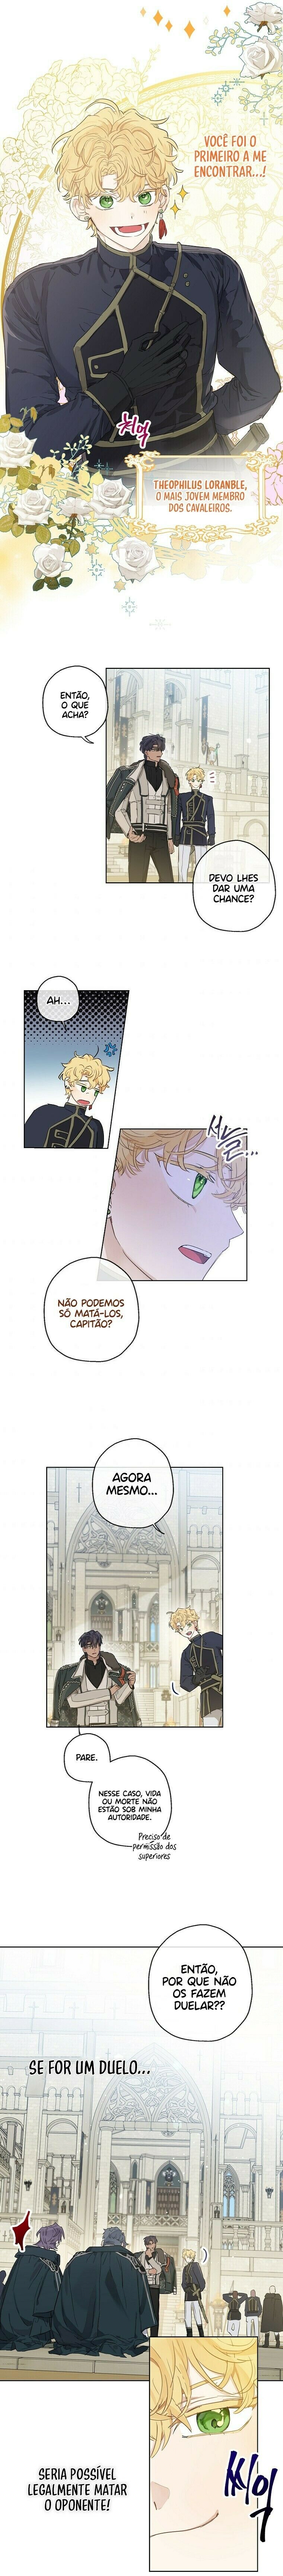 VOCÊ FOI O
PRIMEIRO A ME
ENCONTRAR...!
THEOPHILUS LORANBLE,
O MAIS JOVEM MEMBRO
DOS CAVALEIROS.
ENTÃO,
O QUE
ACHA?
DEVO LHES
DAR UMA
CHANCE?
AH...
NÃO PODEMOS
SÓ MATÁ-LOS,
CAPITÃO?
AGORA
MESMO...
PARE.
NESSE CASO, VIDA
OU MORTE NÃO
ESTÃO SOB MINHA
AUTORIDADE.
Preciso de
permissão dos
superiores
ENTÃO,
POR QUE NÃO
OS FAZEM
DUELAR??
SE FOR UM DUELO...
SERIA POSSÍVEL
LEGALMENTE MATAR
O OPONENTE!